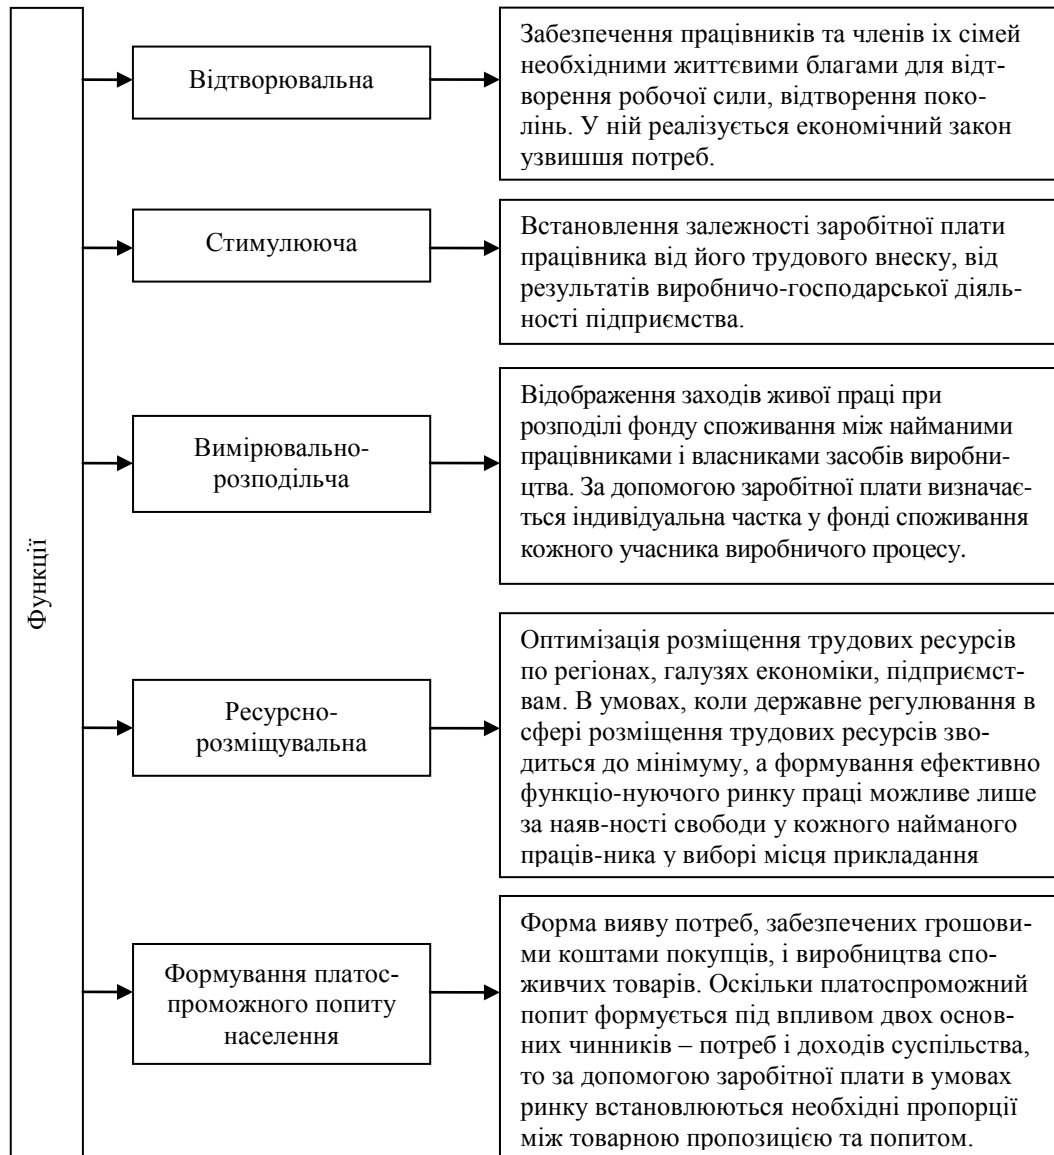 Функції
Відтворювальна
Забезпечення працівників та членів їх сімей
необхідними життєвими благами для відт-
ворення робочої сили, відтворення поко-
лінь. У ній реалізується економічний закон
узвишшя потреб.
Стимулююча
Встановлення залежності заробітної плати
працівника від його трудового внеску, від
результатів виробничо-господарської діяль-
ності підприємства.
Вимірювально-
розподільча
Відображення заходів живої праці при
розподілі фонду споживання між найманими
працівниками і власниками засобів виробни-
цтва. За допомогою заробітної плати визначає-
ться індивідуальна частка у фонді споживання
кожного учасника виробничого процесу.
Ресурсно-
розміщувальна
Оптимізація розміщення трудових ресурсів
по регіонах, галузях економіки, підприємст-
вам. В умовах, коли державне регулювання в
сфері розміщення трудових ресурсів зво-
диться до мінімуму, а формування ефективно
функціо-нуючого ринку праці можливе лише
за наяв-ності свободи у кожного найманого
праців-ника у виборі місця прикладання
Формування платос-
проможного попиту
населення
Форма вияву потреб, забезпечених грошови-
ми коштами покупців, і виробництва спо-
живчих товарів. Оскільки платоспроможний
попит формується під впливом двох основ-
них чинників – потреб і доходів суспільства,
то за допомогою заробітної плати в умовах
ринку встановлюються необхідні пропорції
між товарною пропозицією та попитом.